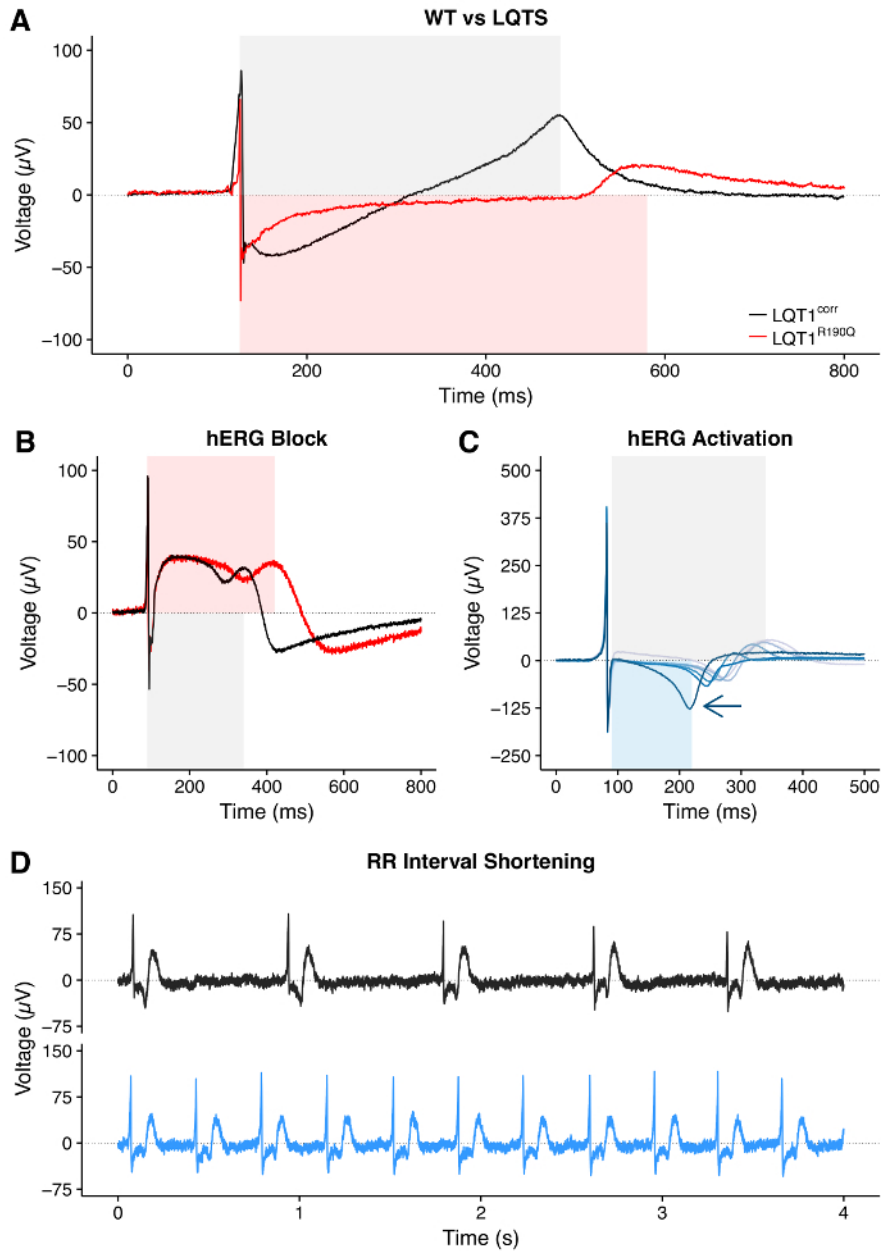 A
WT vs LQTS
100
50
0
−50
−100
Voltage (µV)
LQT1corr
LQT1R190Q
0
200
400
600
800
Time (ms)
B
hERG Block
100
50
0
−50
−100
Voltage (µV)
0
200
400
600
800
Time (ms)
C
hERG Activation
500
375
250
125
0
−125
−250
Voltage (µV)
0
100
200
300
400
500
Time (ms)
D
RR Interval Shortening
150
75
0
−75
150
75
0
−75
Voltage (µV)
0
1
2
3
4
Time (s)